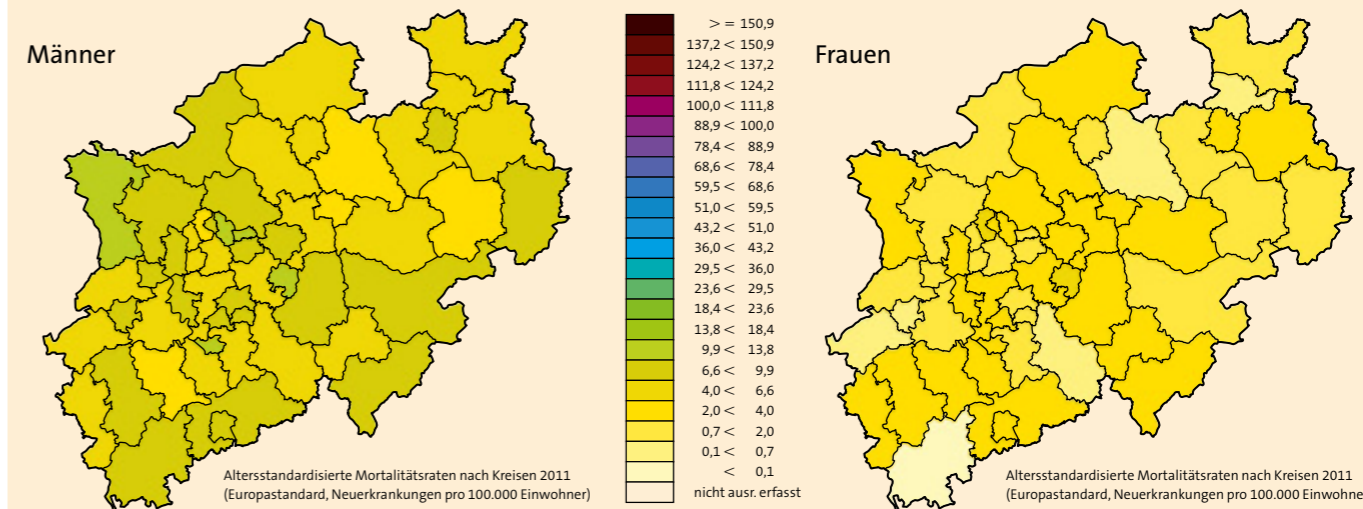 Männer
> = 150,9
137,2 < 150,9
124,2 < 137,2
111,8 < 124,2
100,0 < 111,8
88,9 < 100,0
78,4 < 88,9
68,6 < 78,4
59,5 < 68,6
51,0 < 59,5
43,2 < 51,0
36,0 < 43,2
29,5 < 36,0
23,6 < 29,5
18,4 < 23,6
13,8 < 18,4
9,9 < 13,8
6,6 < 9,9
4,0 < 6,6
2,0 < 4,0
0,7 < 2,0
0,1 < 0,7
< 0,1
nicht ausr. erfasst
Altersstandardisierte Mortalitätsraten nach Kreisen 2011
(Europastandard, Neuerkrankungen pro 100.000 Einwohner)
Frauen
Altersstandardisierte Mortalitätsraten nach Kreisen 2011
(Europastandard, Neuerkrankungen pro 100.000 Einwohne